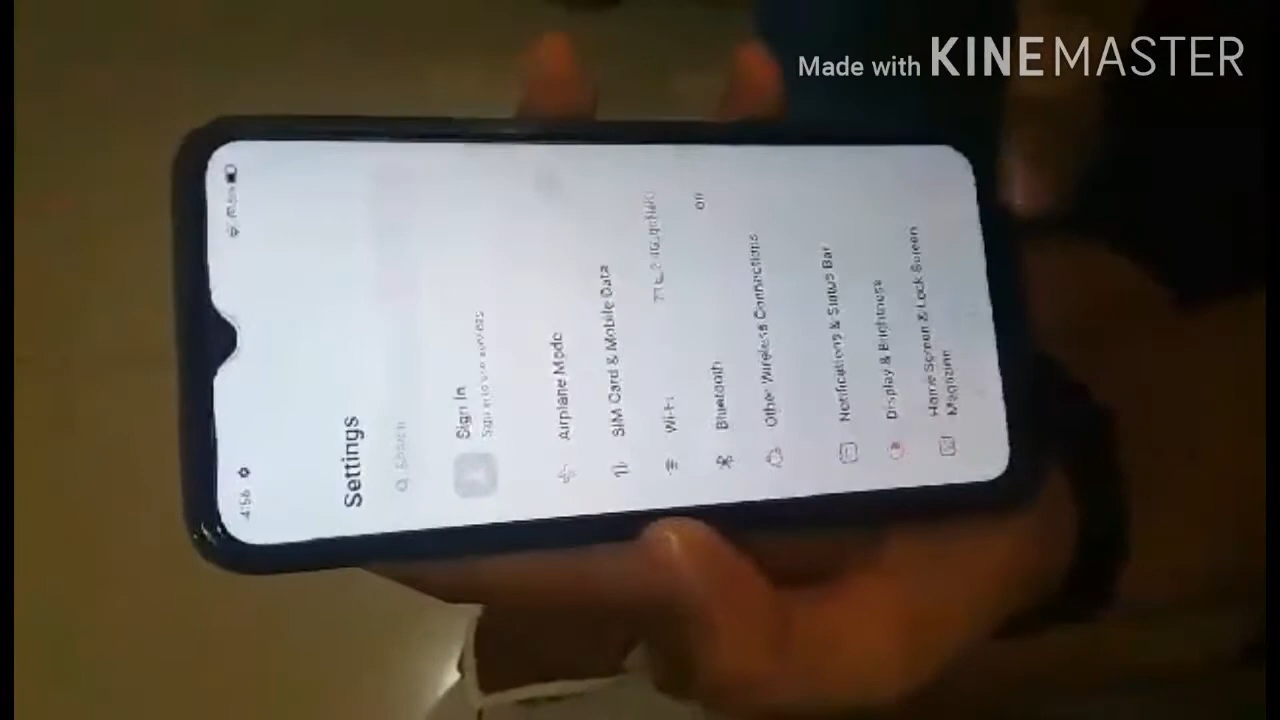 Made with KINEMASTER
4:56
Settings
Search
Sign In
Airplane Mode
SIM Card & Mobile Data
Wi-Fi
Bluetooth
Off
Other Wireless Connections
Notifications & Status Bar
Display & Brightness
Home Screen & Lock Screen
Magazine